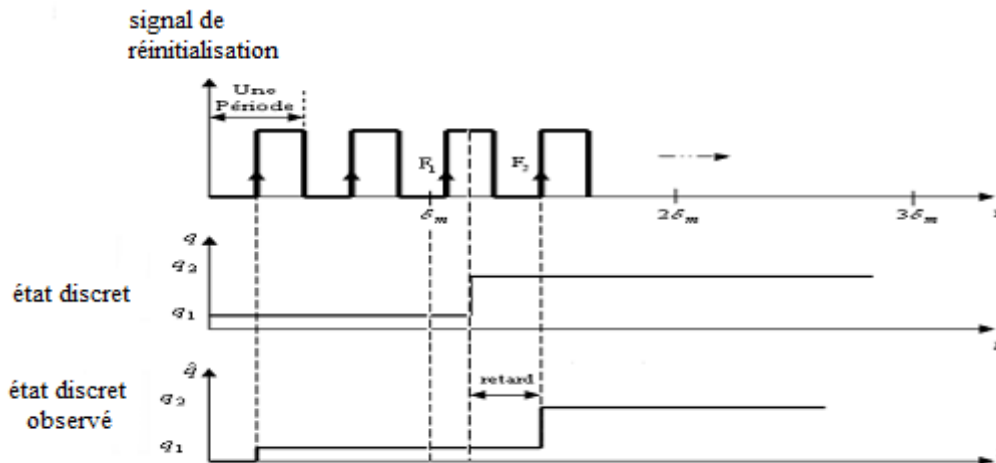 signal de
réinitialisation
Une
Période
F₁
F₂
δₘ
2δₘ
3δₘ
q
q₂
état discret
q₁
q̂
état discret
observé
q₂
retard
q₁